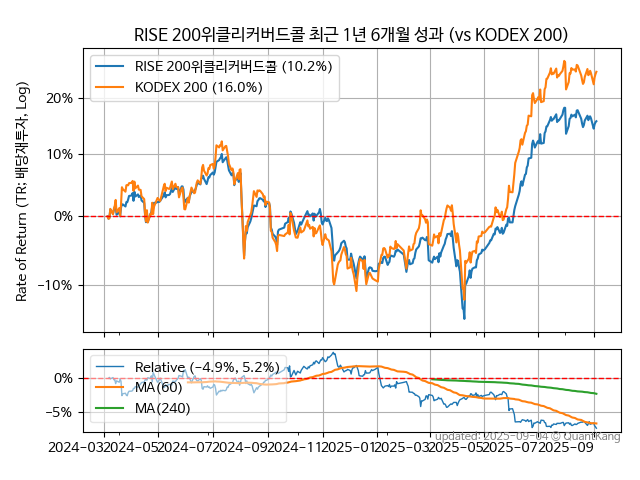 RISE 200위클리커버드콜 최근 1년 6개월 성과 (vs KODEX 200)
Rate of Return (TR: 배당재투자, Log)
RISE 200위클리커버드콜 (10.2%)
KODEX 200 (16.0%)
20%
10%
0%
−10%
Relative (−4.9%, 5.2%)
MA(60)
MA(240)
0%
−5%
updated: 2025-09-04 © QuantKang
2024-03
2024-05
2024-07
2024-09
2024-11
2025-01
2025-03
2025-05
2025-07
2025-09